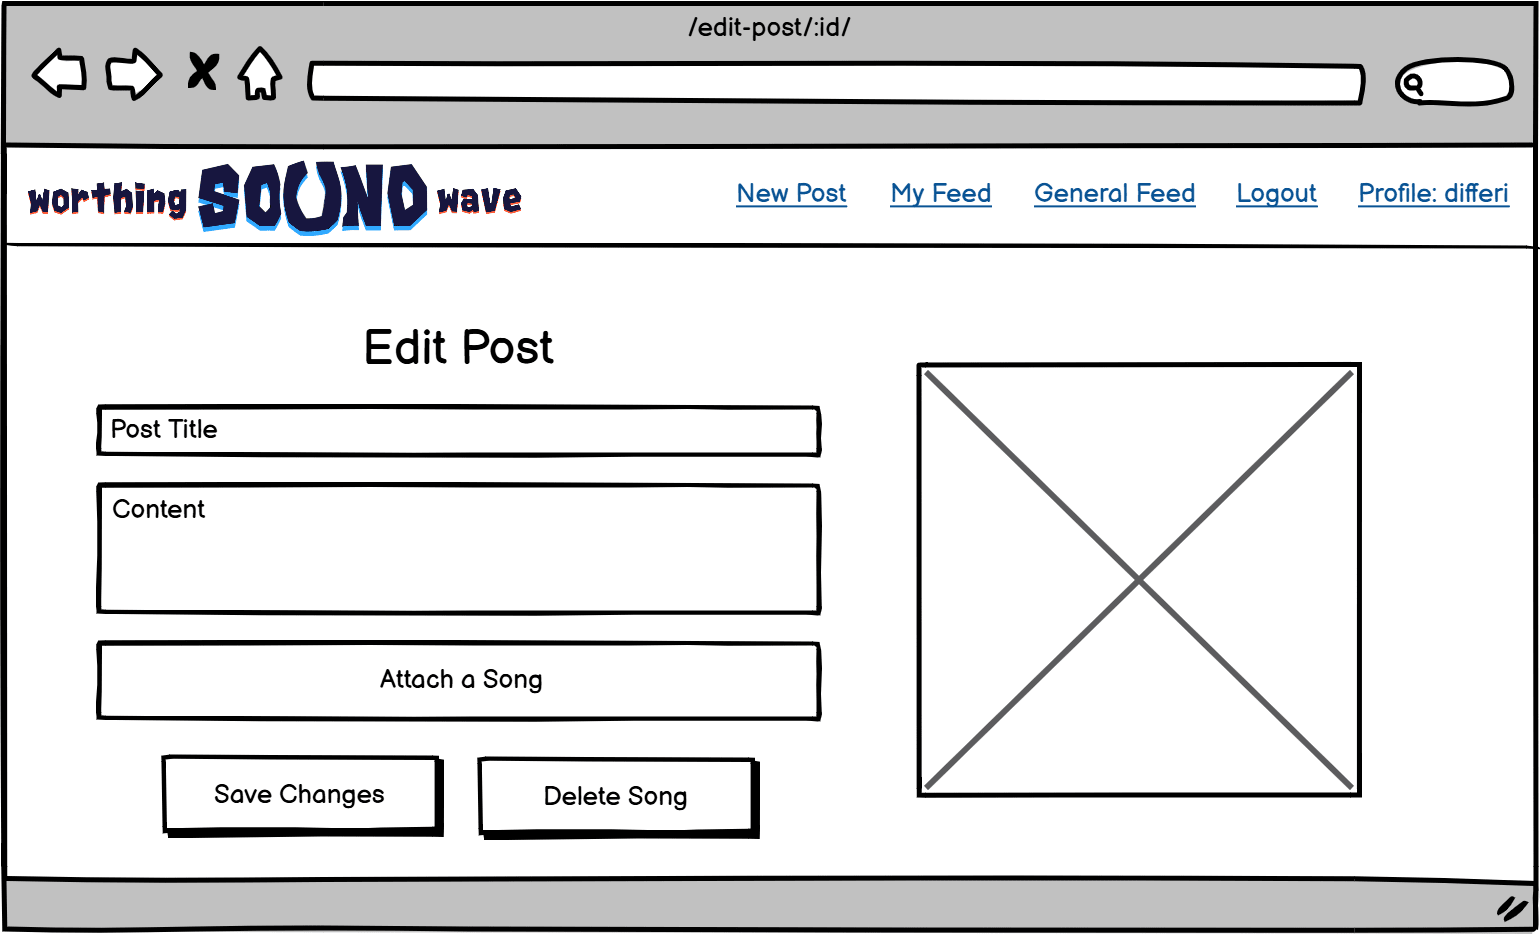 /edit-post/:id/
worthing SOUND wave
New Post My Feed General Feed Logout Profile: differi
Edit Post
Post Title
Content
Attach a Song
Save Changes Delete Song